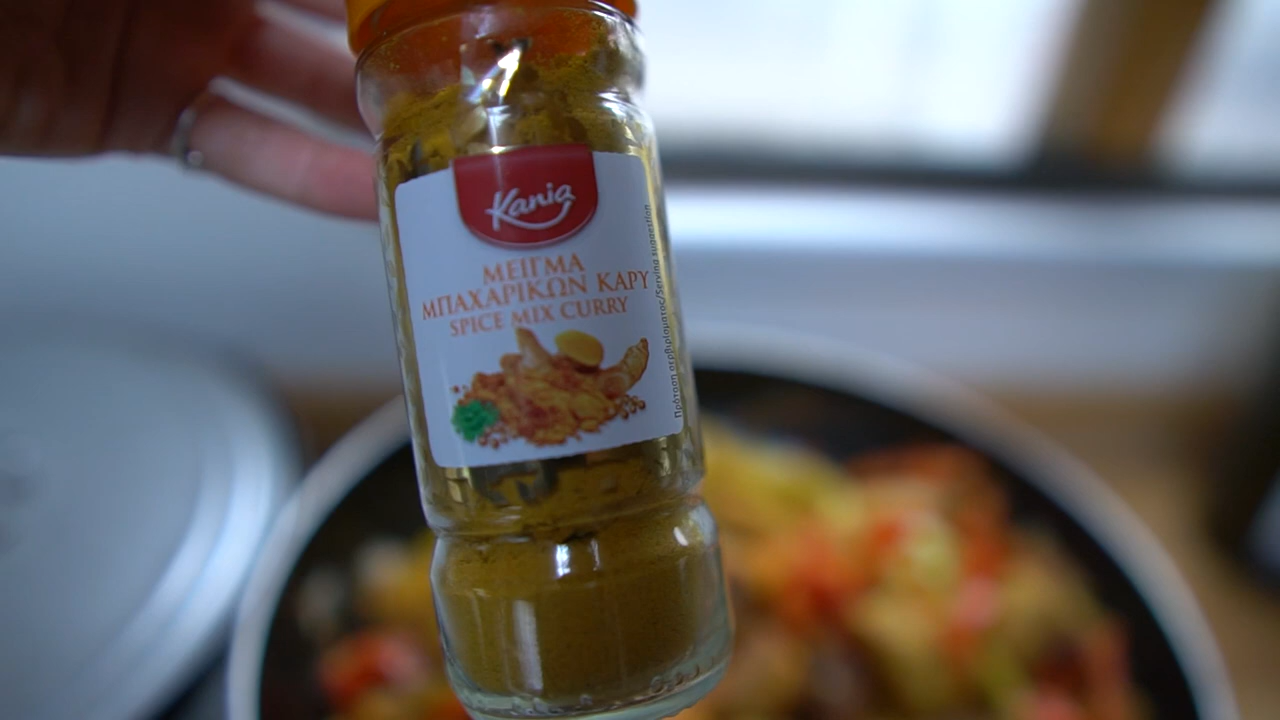 Kania
ΜΕΙΓΜΑ
ΜΠΑΧΑΡΙΚΩΝ ΚΑΡΥ
SPICE MIX CURRY
Πρόταση σερβιρίσματος/Serving suggestion